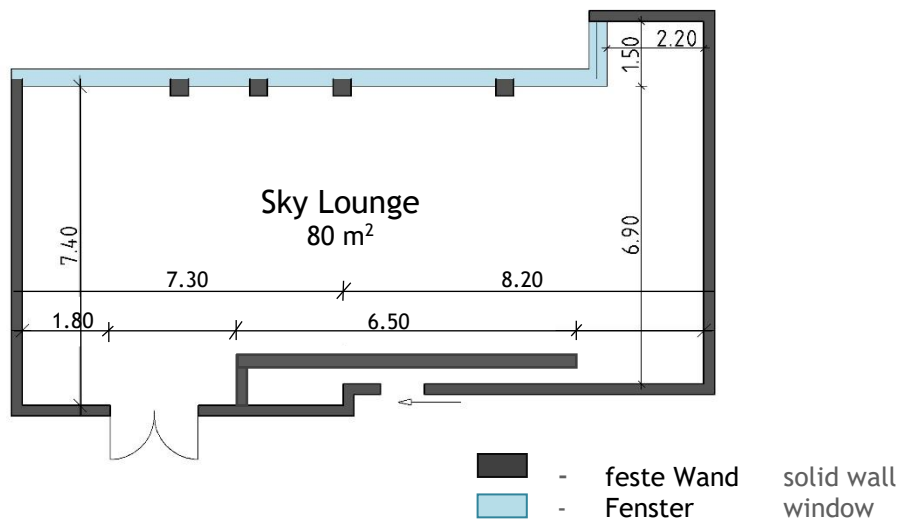 2.20
1.50
Sky Lounge
80 m²
7.40
6.90
7.30 8.20
1.80 6.50
- feste Wand solid wall
- Fenster window